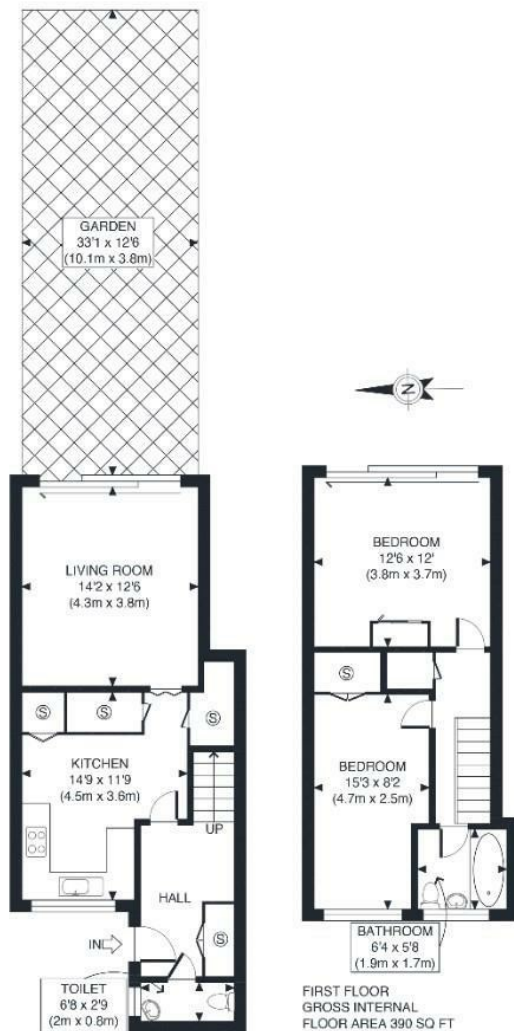 GARDEN
33'1 x 12'6
(10.1m x 3.8m)
N
LIVING ROOM
14'2 x 12'6
(4.3m x 3.8m)
BEDROOM
12'6 x 12'
(3.8m x 3.7m)
S
S
S
S
KITCHEN
14'9 x 11'9
(4.5m x 3.6m)
BEDROOM
15'3 x 8'2
(4.7m x 2.5m)
UP
HALL
S
IN
BATHROOM
6'4 x 5'8
(1.9m x 1.7m)
TOILET
6'8 x 2'9
(2m x 0.8m)
FIRST FLOOR
GROSS INTERNAL
FLOOR AREA 390 SQ FT